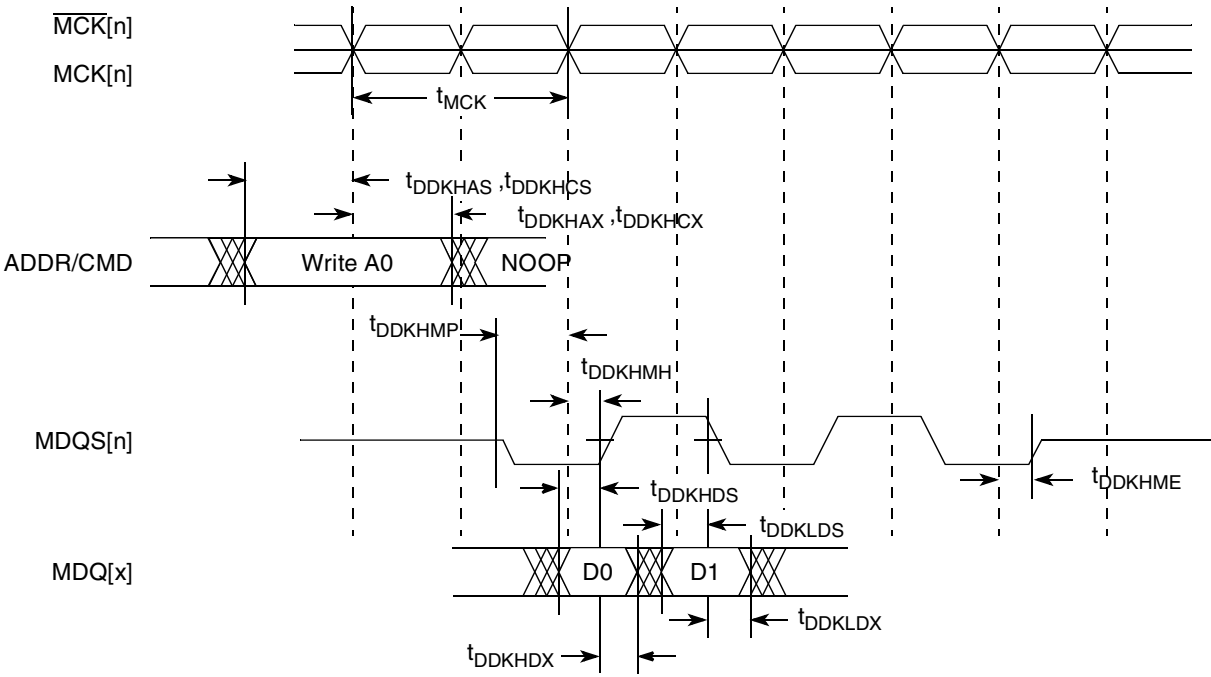 MCK[n]
MCK[n]
tMCK
tDDKHAS ,tDDKHCS
tDDKHAX ,tDDKHCX
ADDR/CMD
Write A0
NOOP
tDDKHMP
tDDKHMH
MDQS[n]
tDDKHME
tDDKHDS
tDDKLDS
MDQ[x]
D0
D1
tDDKLDX
tDDKHDX